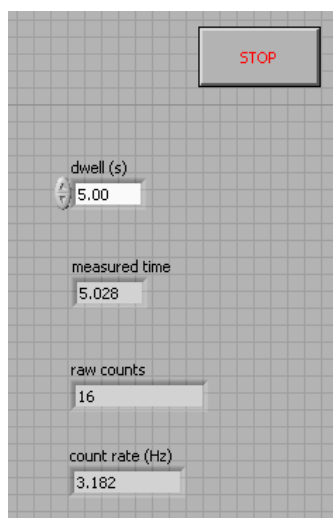 STOP
dwell (s)
5.00
measured time
5.028
raw counts
16
count rate (Hz)
3.182